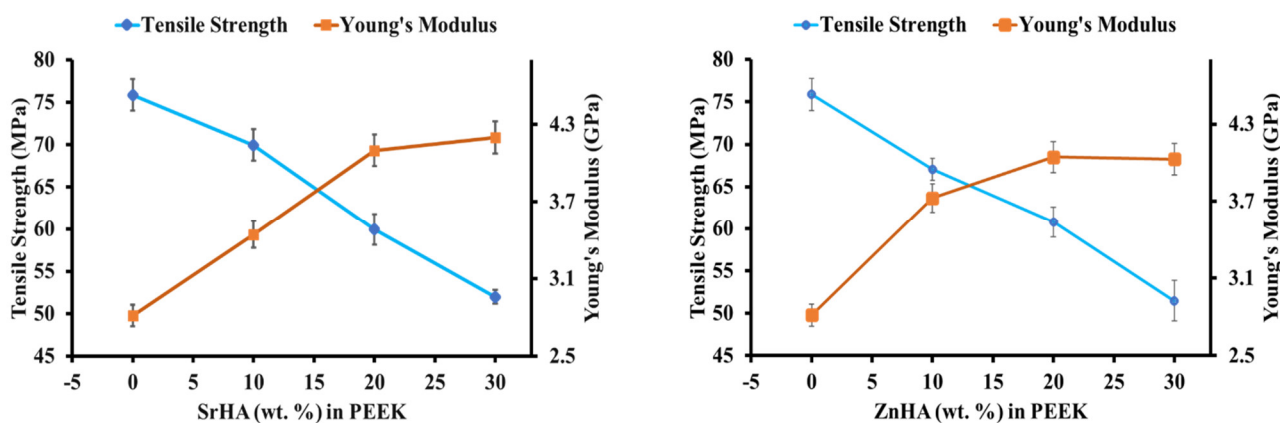 Tensile Strength Young's Modulus
80
75
70
65
60
55
50
45
Tensile Strength (MPa)
4.3
3.7
3.1
2.5
Young's Modulus (GPa)
-5 0 5 10 15 20 25 30
SrHA (wt. %) in PEEK
Tensile Strength Young's Modulus
80
75
70
65
60
55
50
45
Tensile Strength (MPa)
4.3
3.7
3.1
2.5
Young's Modulus (GPa)
-5 0 5 10 15 20 25 30
ZnHA (wt. %) in PEEK